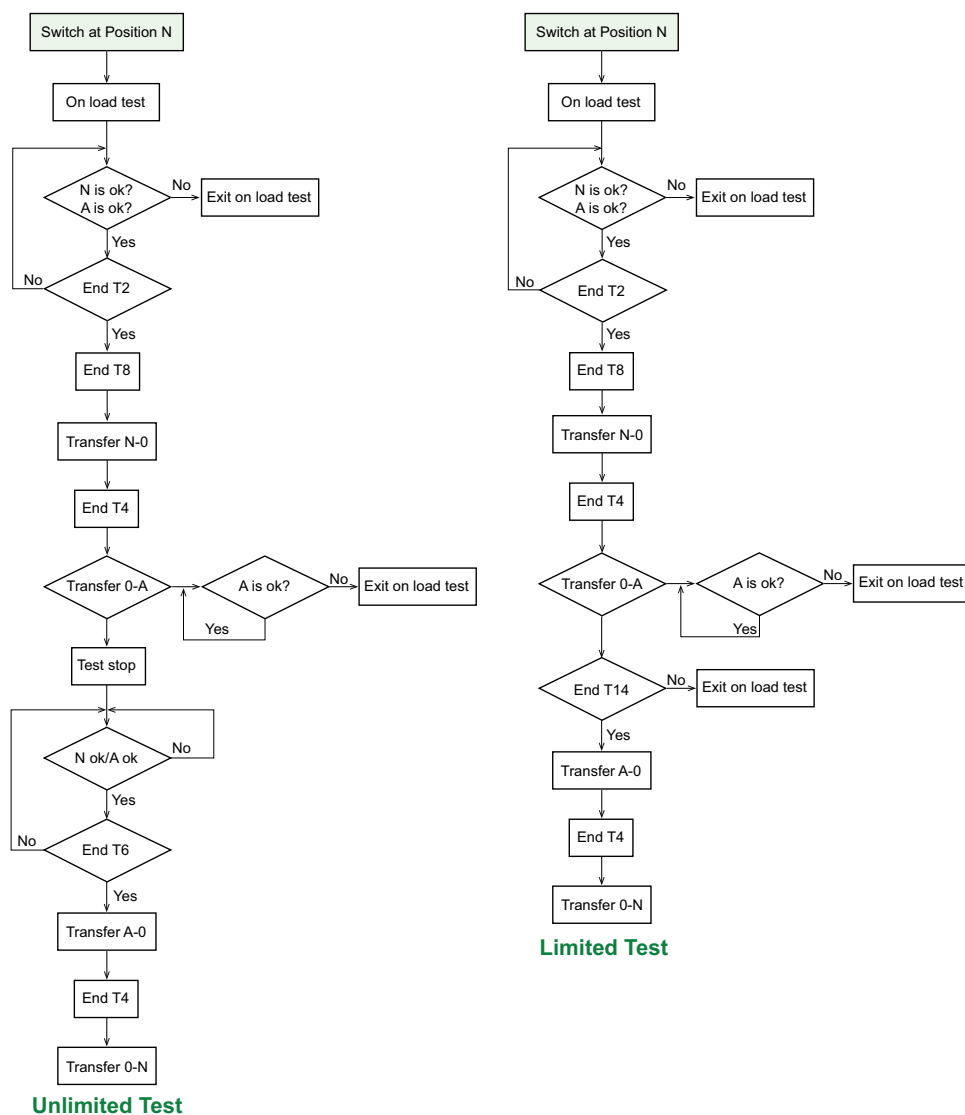 Switch at Position N
On load test
N is ok?
A is ok?
No
Exit on load test
Yes
No
End T2
Yes
End T8
Transfer N-0
End T4
Transfer 0-A
A is ok?
No
Exit on load test
Yes
Test stop
N ok/A ok
No
Yes
No
End T6
Yes
Transfer A-0
End T4
Transfer 0-N
Unlimited Test
Switch at Position N
On load test
N is ok?
A is ok?
No
Exit on load test
Yes
No
End T2
Yes
End T8
Transfer N-0
End T4
Transfer 0-A
A is ok?
No
Exit on load test
Yes
End T14
No
Exit on load test
Yes
Transfer A-0
End T4
Transfer 0-N
Limited Test